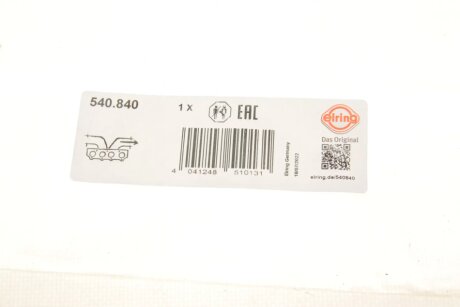 540.840
1 X
EAC
elring
Das Original
4 041248 510131
Elring Germany
elring.de/540840